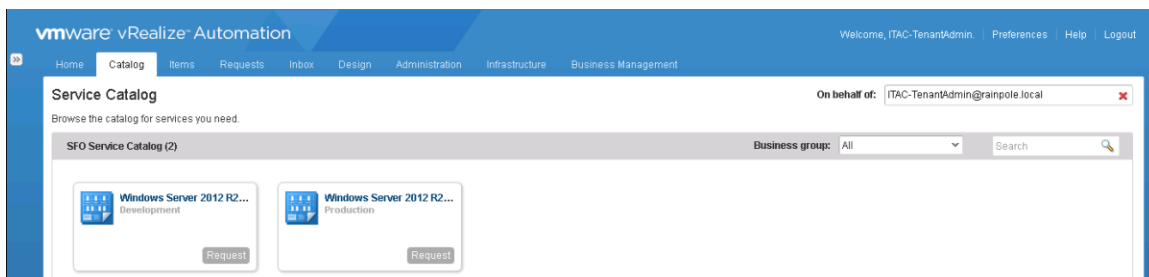 vmware vRealize Automation
Welcome, ITAC-TenantAdmin. Preferences Help Logout
Home Catalog Items Requests Inbox Design Administration Infrastructure Business Management
Service Catalog
On behalf of: ITAC-TenantAdmin@rainpole.local
Browse the catalog for services you need.
SFO Service Catalog (2)
Business group: All Search
Windows Server 2012 R2...
Development
Request
Windows Server 2012 R2...
Production
Request